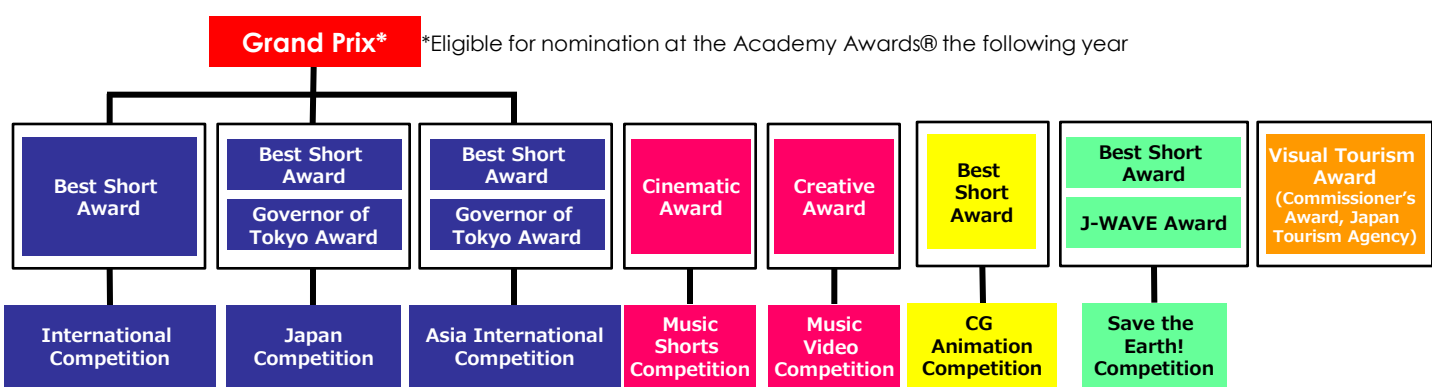 Grand Prix*
*Eligible for nomination at the Academy Awards® the following year
Best Short
Award
Best Short
Award
Governor of
Tokyo Award
Best Short
Award
Governor of
Tokyo Award
Cinematic
Award
Creative
Award
Best
Short
Award
Best Short
Award
J-WAVE Award
Visual Tourism
Award
(Commissioner’s
Award, Japan
Tourism Agency)
International
Competition
Japan
Competition
Asia International
Competition
Music
Shorts
Competition
Music
Video
Competition
CG
Animation
Competition
Save the
Earth!
Competition